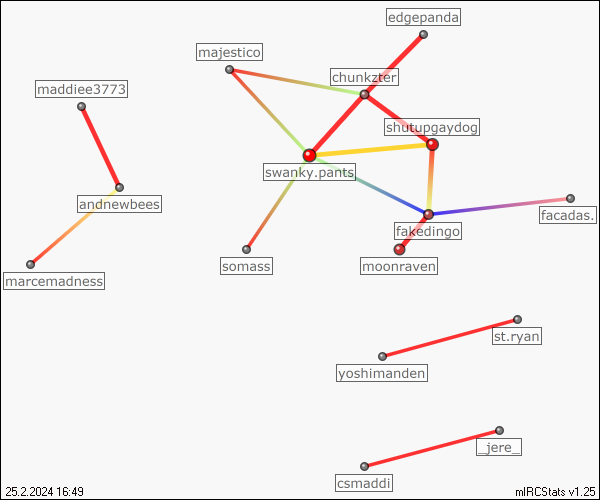 edgepanda
majestico
chunkzter
maddiee3773
shutupgaydog
swanky.pants
andnewbees
facadas.
fakedingo
somass
moonraven
marcemadness
st.ryan
yoshimanden
_jere_
csmaddi
25.2.2024 16:49
mIRCStats v1.25